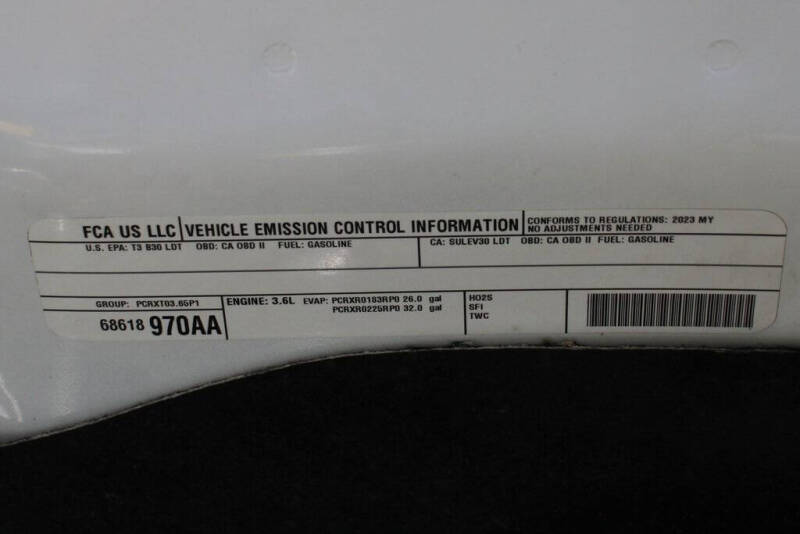 FCA US LLC VEHICLE EMISSION CONTROL INFORMATION
CONFORMS TO REGULATIONS: 2023 MY
NO ADJUSTMENTS NEEDED
U.S. EPA: T3 B30 LDT OBD: CA OBD II FUEL: GASOLINE
CA: SULEV30 LDT OBD: CA OBD II FUEL: GASOLINE
GROUP: PCRXT03.65P1
68618 970AA
ENGINE: 3.6L EVAP: PCRXR0183RP0 26.0 gal
PCRXR0225RP0 32.0 gal
HO2S
SFI
TWC